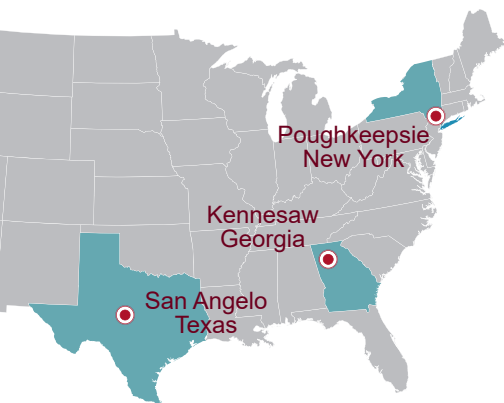 Poughkeepsie
New York
Kennesaw
Georgia
San Angelo
Texas